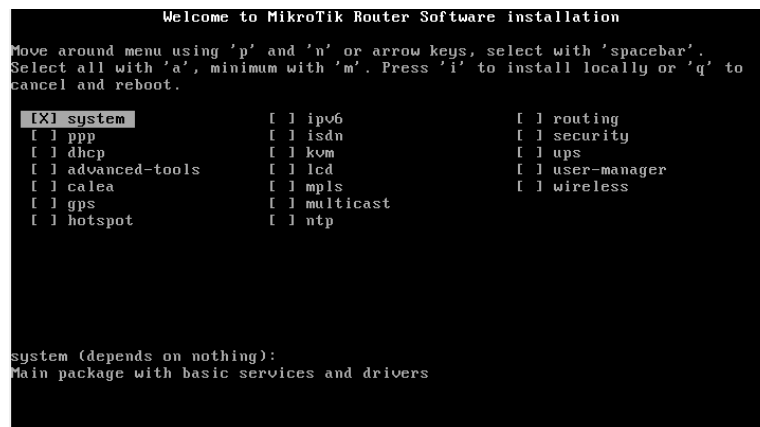 Welcome to MikroTik Router Software installation
Move around menu using 'p' and 'n' or arrow keys, select with 'spacebar'.
Select all with 'a', minimum with 'm'. Press 'i' to install locally or 'q' to
cancel and reboot.
[X] system [ ] ipv6 [ ] routing
[ ] ppp [ ] isdn [ ] security
[ ] dhcp [ ] kvm [ ] ups
[ ] advanced-tools [ ] lcd [ ] user-manager
[ ] calea [ ] mpls [ ] wireless
[ ] gps [ ] multicast
[ ] hotspot [ ] ntp
system (depends on nothing):
Main package with basic services and drivers